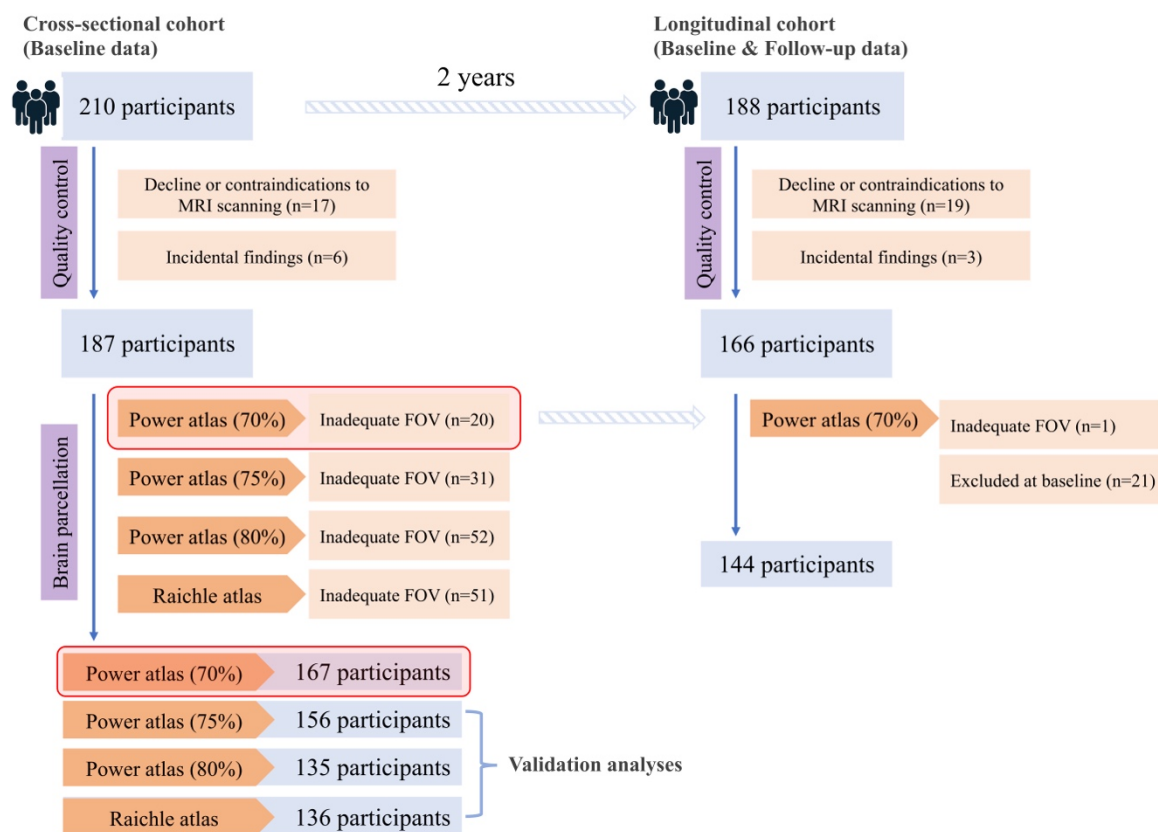 Cross-sectional cohort
(Baseline data)
210 participants
2 years
Longitudinal cohort
(Baseline & Follow-up data)
188 participants
Quality control
Decline or contraindications to
MRI scanning (n=17)
Incidental findings (n=6)
Quality control
Decline or contraindications to
MRI scanning (n=19)
Incidental findings (n=3)
187 participants
166 participants
Brain parcellation
Power atlas (70%)
Inadequate FOV (n=20)
Power atlas (75%)
Inadequate FOV (n=31)
Power atlas (80%)
Inadequate FOV (n=52)
Raichle atlas
Inadequate FOV (n=51)
Power atlas (70%)
Inadequate FOV (n=1)
Excluded at baseline (n=21)
144 participants
Power atlas (70%)
167 participants
Power atlas (75%)
156 participants
Power atlas (80%)
135 participants
Raichle atlas
136 participants
Validation analyses